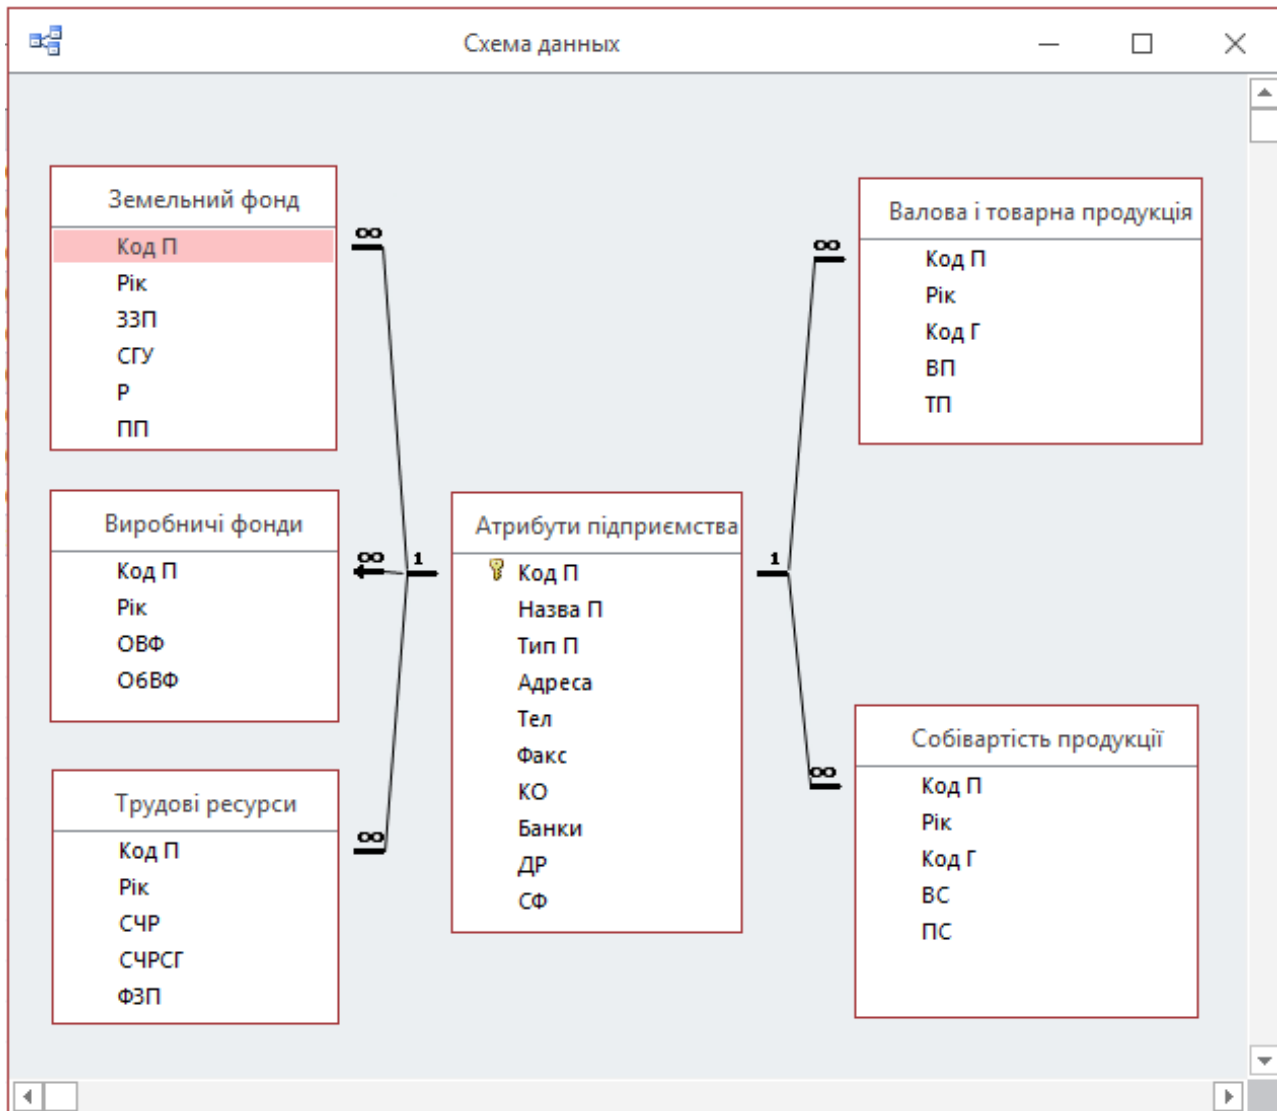 Схема данных
Земельний фонд
Код П
Рік
ЗЗП
СГУ
Р
ПП
Виробничі фонди
Код П
Рік
ОВФ
ОбВФ
Трудові ресурси
Код П
Рік
СЧР
СЧРСГ
ФЗП
Атрибути підприємства
Код П
Назва П
Тип П
Адреса
Тел
Факс
КО
Банки
ДР
СФ
Валова і товарна продукція
Код П
Рік
Код Г
ВП
ТП
Собівартість продукції
Код П
Рік
Код Г
ВС
ПС
∞
∞
1
∞
1
∞
∞